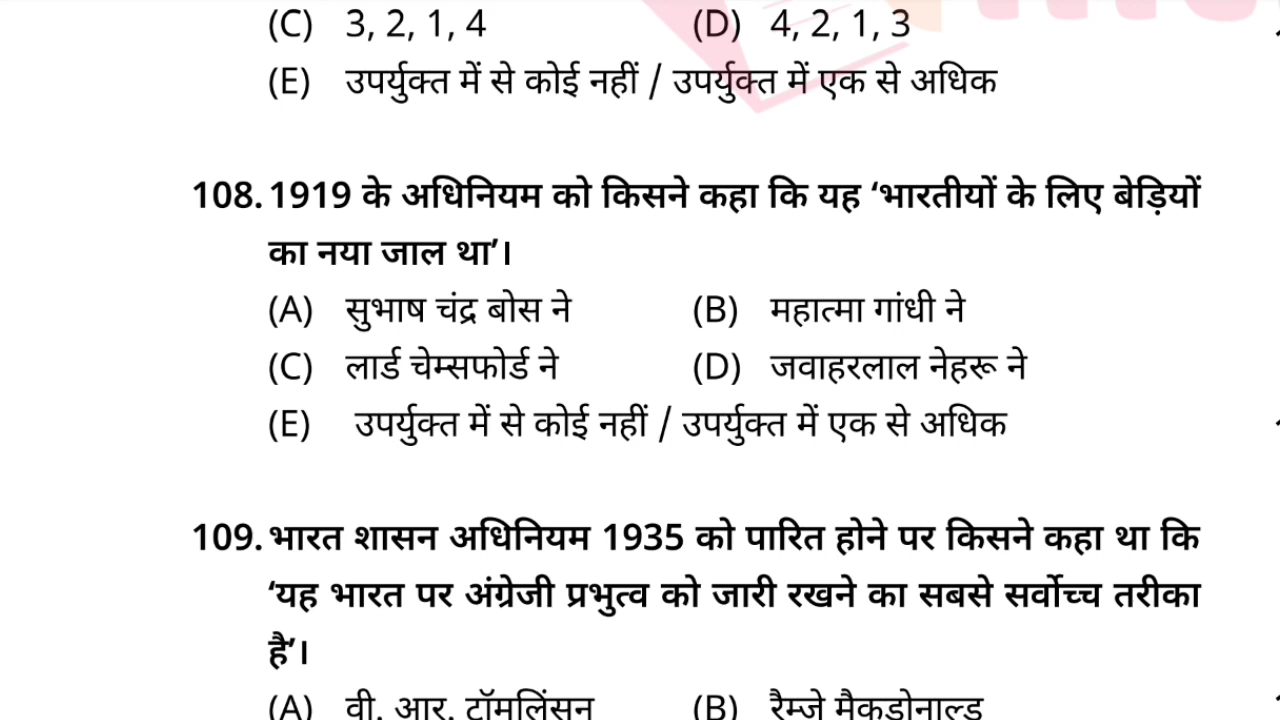 (C) 3, 2, 1, 4 (D) 4, 2, 1, 3
(E) उपर्युक्त में से कोई नहीं / उपर्युक्त में एक से अधिक
108. 1919 के अधिनियम को किसने कहा कि यह ‘भारतीयों के लिए बेड़ियों
का नया जाल था’।
(A) सुभाष चंद्र बोस ने (B) महात्मा गांधी ने
(C) लार्ड चेम्सफोर्ड ने (D) जवाहरलाल नेहरू ने
(E) उपर्युक्त में से कोई नहीं / उपर्युक्त में एक से अधिक
109. भारत शासन अधिनियम 1935 को पारित होने पर किसने कहा था कि
‘यह भारत पर अंग्रेजी प्रभुत्व को जारी रखने का सबसे सर्वोच्च तरीका
है’।
(A) वी. आर. टॉमलिंसन (B) रैम्जे मैकडोनाल्ड